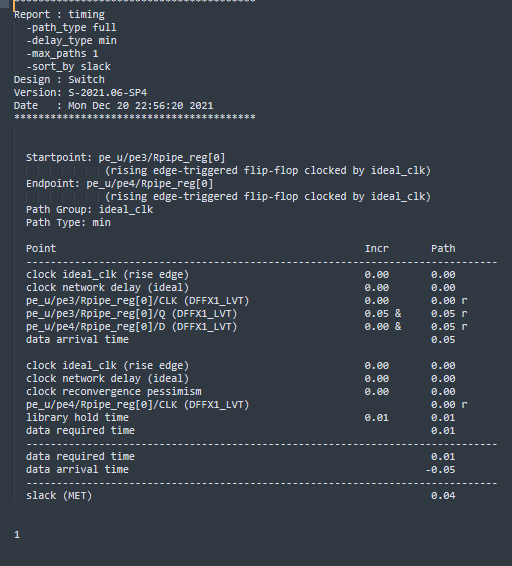 ****************************************
Report : timing
-path_type full
-delay_type min
-max_paths 1
-sort_by slack
Design : Switch
Version: S-2021.06-SP4
Date : Mon Dec 20 22:56:20 2021
****************************************
Startpoint: pe_u/pe3/Rpipe_reg[0]
(rising edge-triggered flip-flop clocked by ideal_clk)
Endpoint: pe_u/pe4/Rpipe_reg[0]
(rising edge-triggered flip-flop clocked by ideal_clk)
Path Group: ideal_clk
Path Type: min
Point Incr Path
------------------------------------------------------------------------------
clock ideal_clk (rise edge) 0.00 0.00
clock network delay (ideal) 0.00 0.00
pe_u/pe3/Rpipe_reg[0]/CLK (DFFX1_LVT) 0.00 0.00 r
pe_u/pe3/Rpipe_reg[0]/Q (DFFX1_LVT) 0.05 & 0.05 r
pe_u/pe4/Rpipe_reg[0]/D (DFFX1_LVT) 0.00 & 0.05 r
data arrival time 0.05
clock ideal_clk (rise edge) 0.00 0.00
clock network delay (ideal) 0.00 0.00
clock reconvergence pessimism 0.00 0.00
pe_u/pe4/Rpipe_reg[0]/CLK (DFFX1_LVT) 0.00 r
library hold time 0.01 0.01
data required time 0.01
------------------------------------------------------------------------------
data required time 0.01
data arrival time -0.05
------------------------------------------------------------------------------
slack (MET) 0.04
1